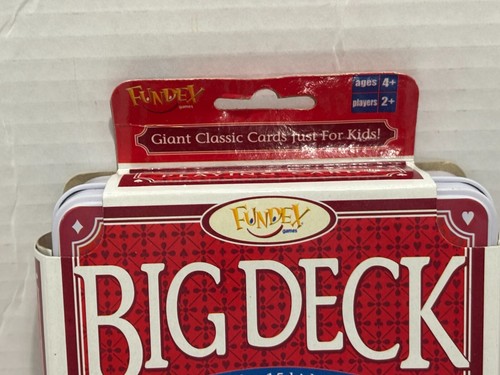 FUNDEX
games
ages 4+
players 2+
Giant Classic Cards Just For Kids!
FUNDEX
games
BIG DECK